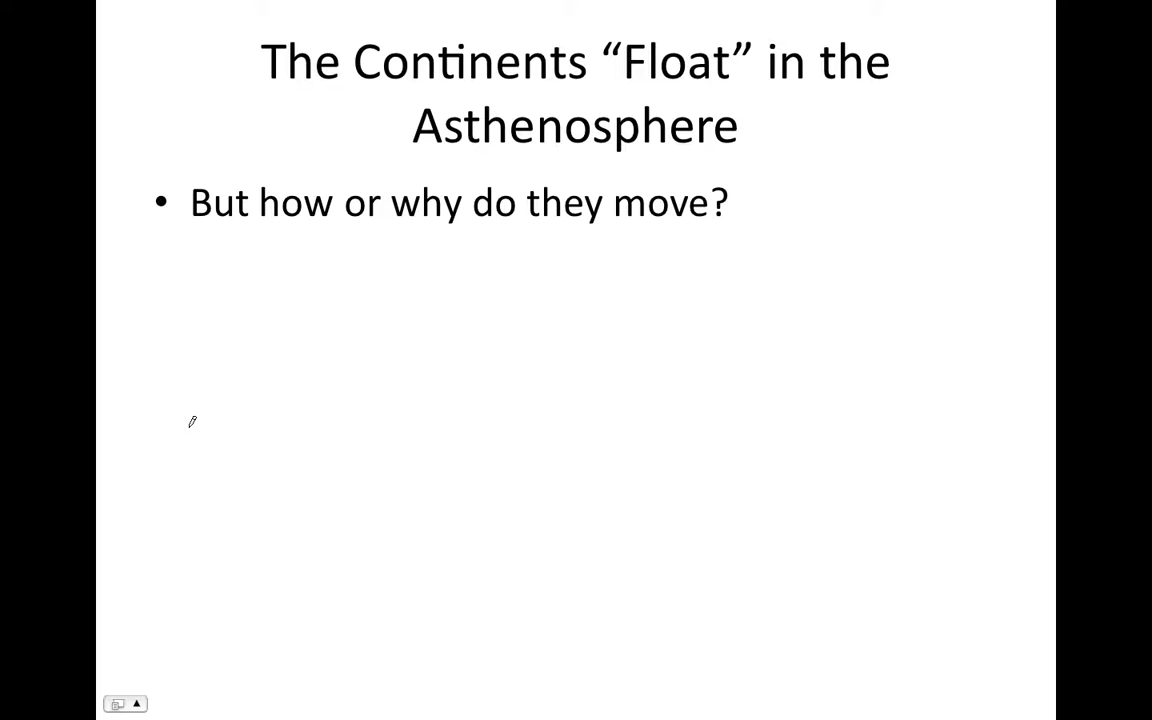 The Continents “Float” in the
Asthenosphere
• But how or why do they move?